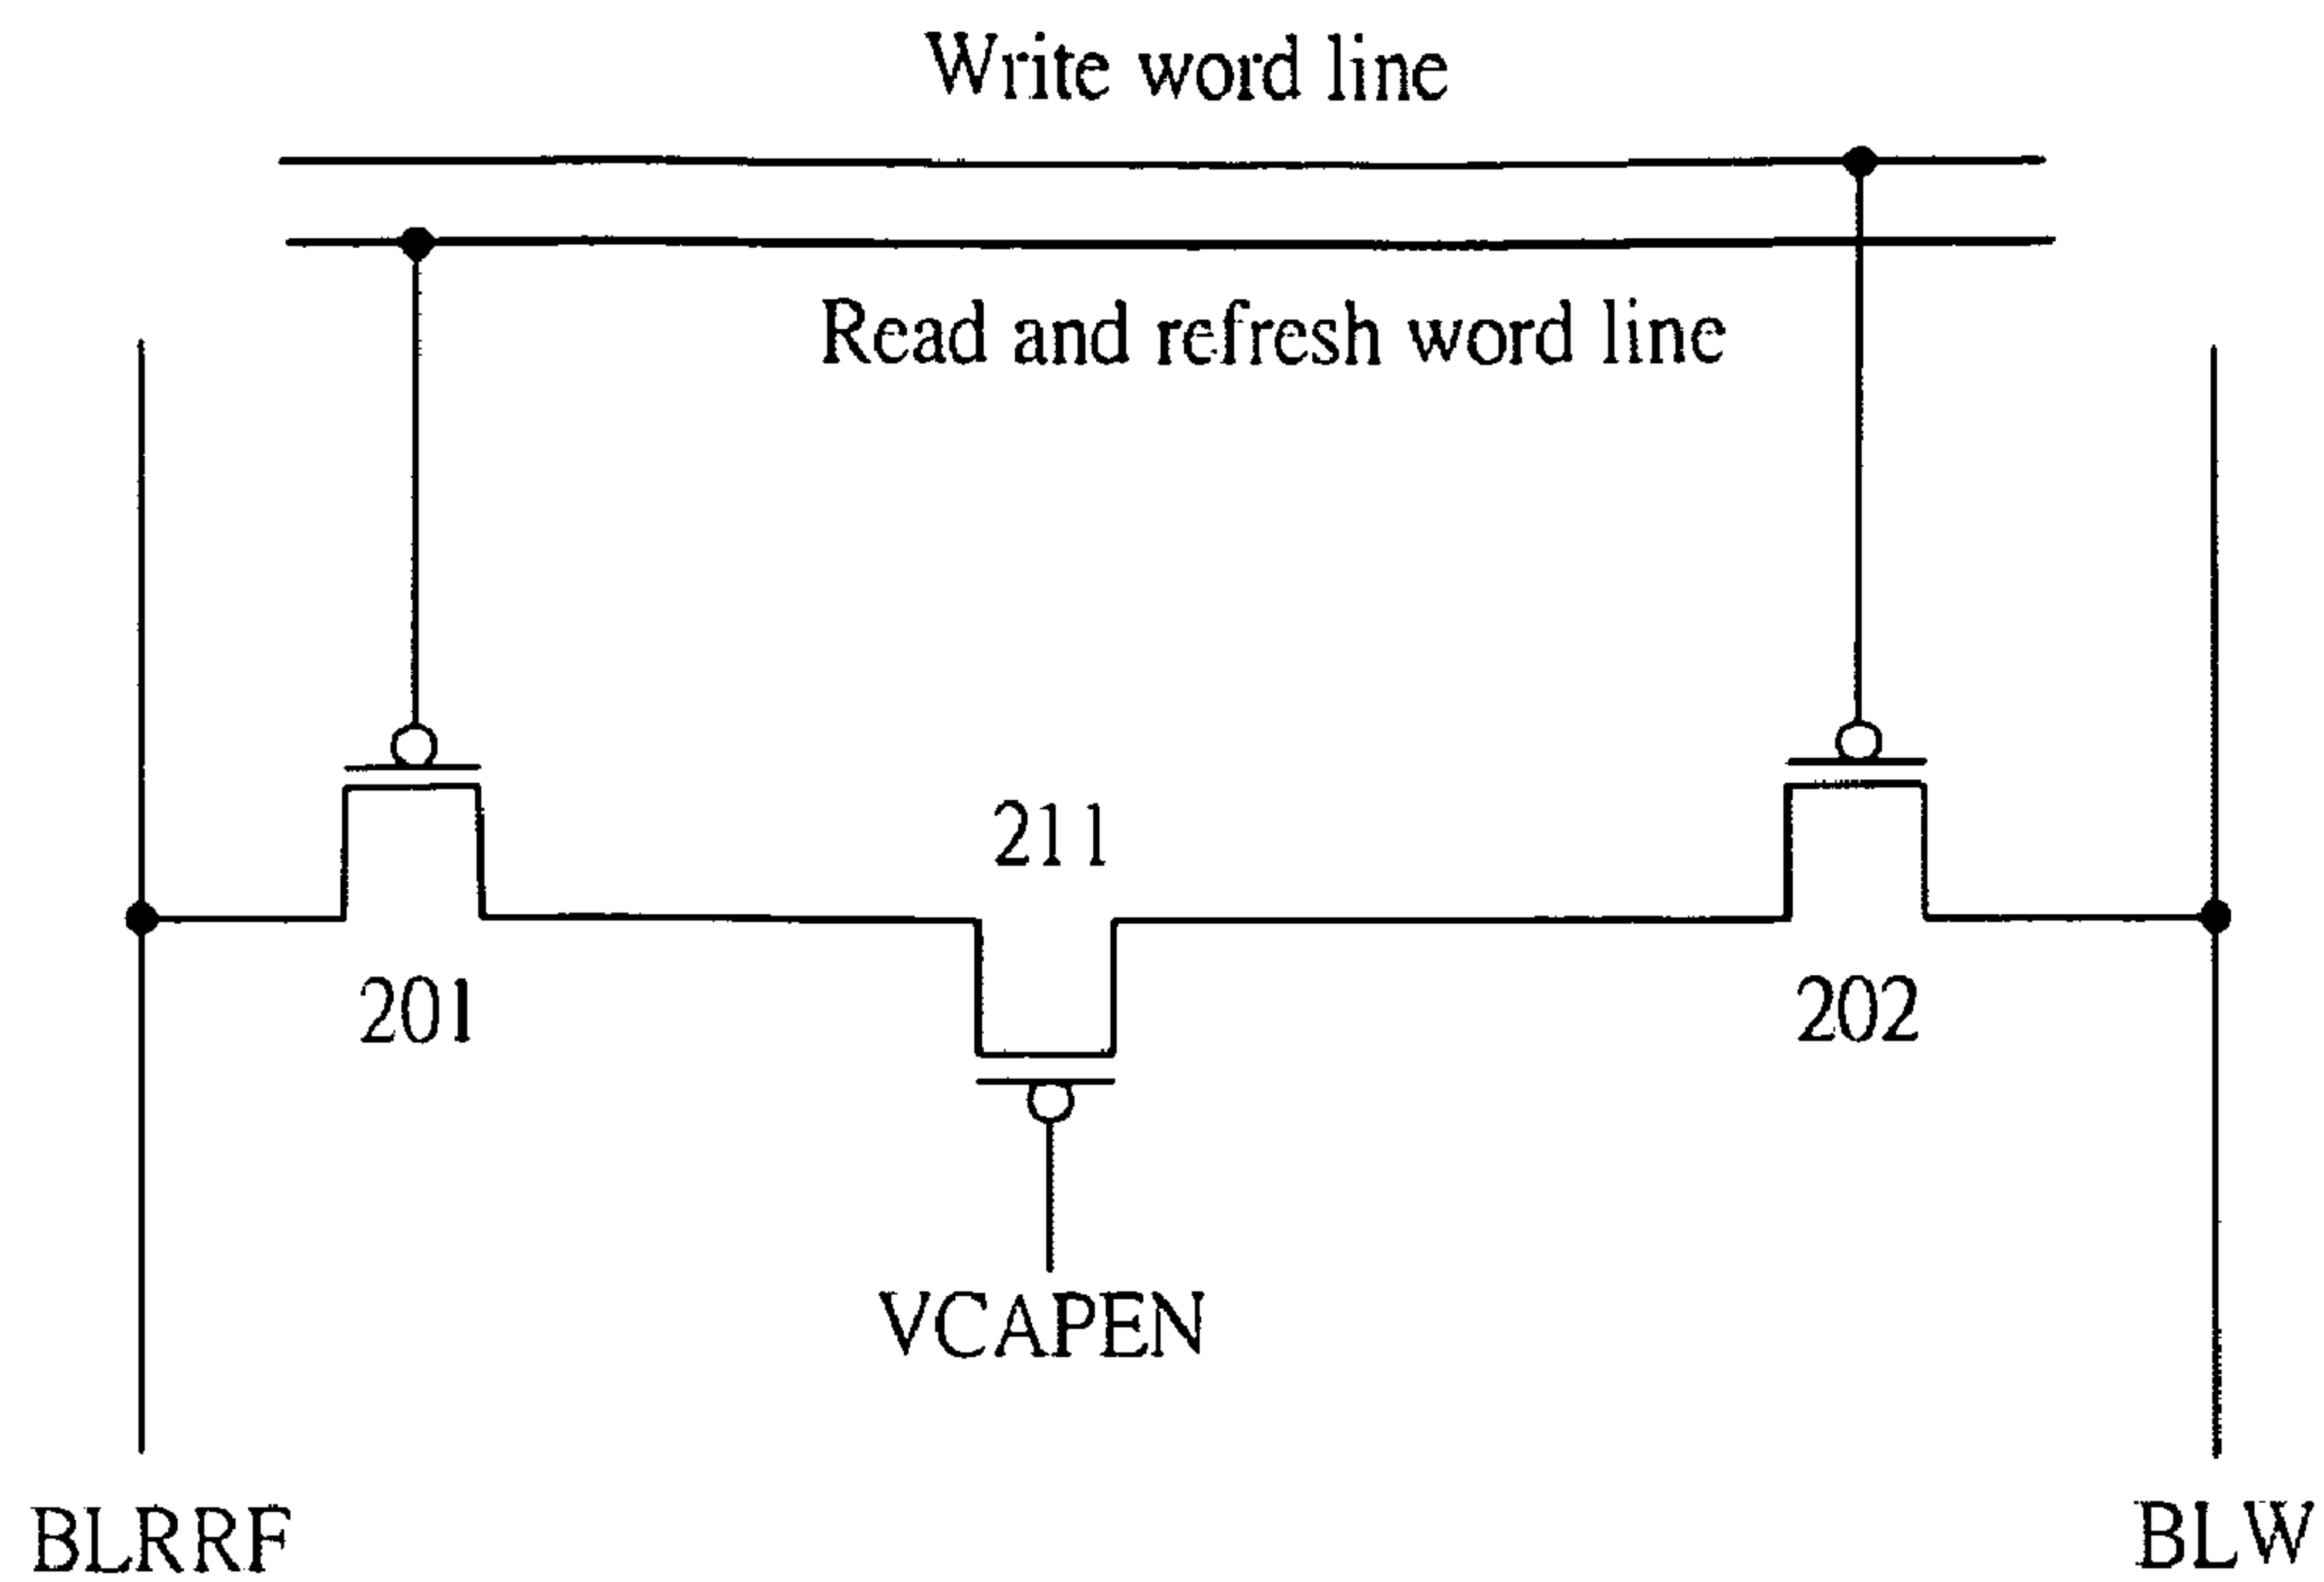 Write word line
Read and refresh word line
211
201
202
VCAPEN
BLRRF
BLW